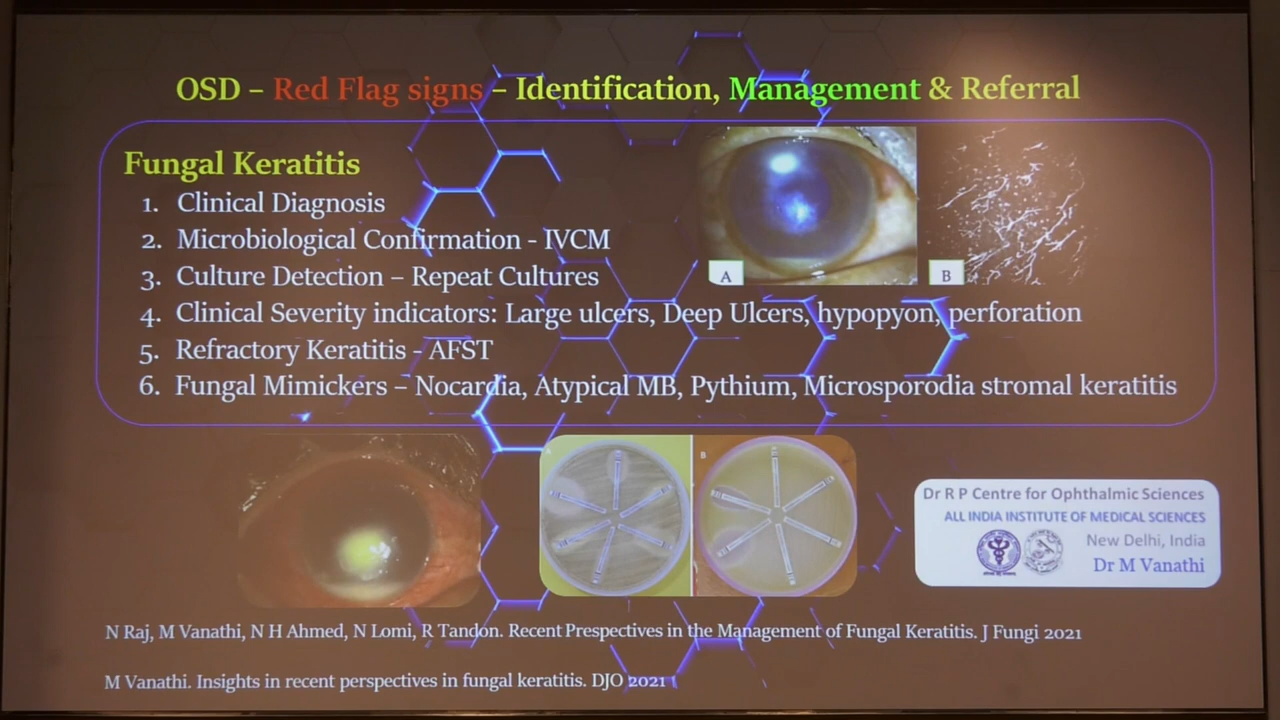 OSD – Red Flag signs – Identification, Management & Referral
Fungal Keratitis
1. Clinical Diagnosis
2. Microbiological Confirmation - IVCM
3. Culture Detection – Repeat Cultures
4. Clinical Severity indicators: Large ulcers, Deep Ulcers, hypopyon, perforation
5. Refractory Keratitis - AFST
6. Fungal Mimickers – Nocardia, Atypical MB, Pythium, Microsporodia stromal keratitis
A
B
B
Dr R P Centre for Ophthalmic Sciences
ALL INDIA INSTITUTE OF MEDICAL SCIENCES
New Delhi, India
Dr M Vanathi
N Raj, M Vanathi, N H Ahmed, N Lomi, R Tandon. Recent Prespectives in the Management of Fungal Keratitis. J Fungi 2021
M Vanathi. Insights in recent perspectives in fungal keratitis. DJO 2021